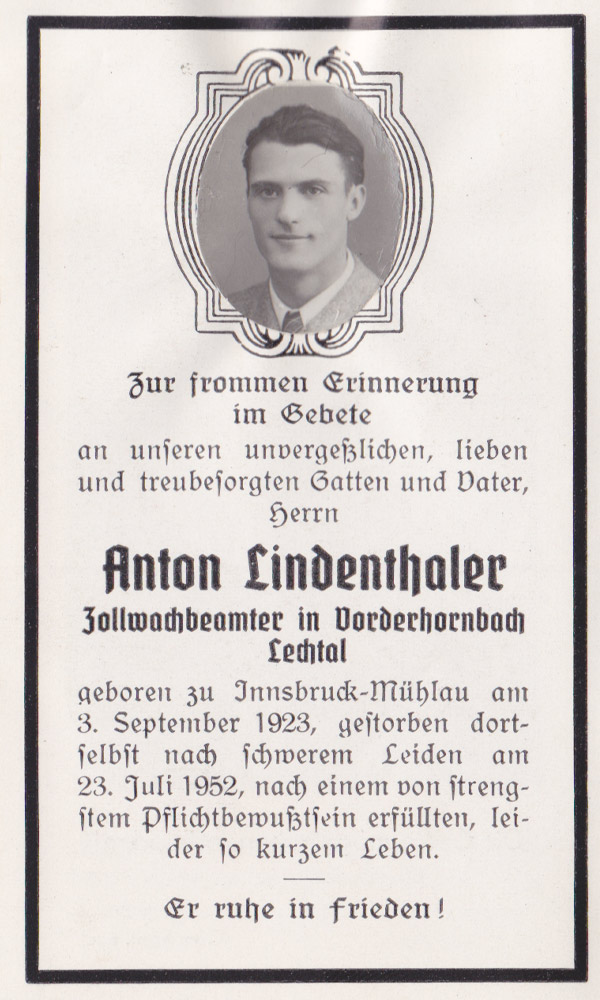 Zur frommen Erinnerung
im Gebete
an unſeren unvergeßlichen, lieben
und treubeſorgten Gatten und Vater,
Herrn
Anton Lindenthaler
Zollwachbeamter in Vorderhornbach
Lechtal
geboren zu Innsbruck-Mühlau am
3. September 1923, geſtorben dort-
ſelbſt nach ſchwerem Leiden am
23. Juli 1952, nach einem von ſtreng-
ſtem Pflichtbewußtſein erfüllten, lei-
der ſo kurzem Leben.
Er ruhe in Frieden!